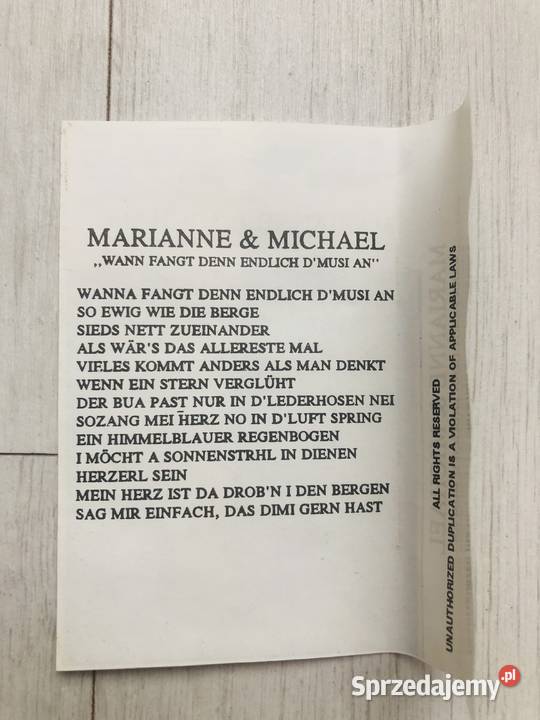 MARIANNE & MICHAEL
,,WANN FANGT DENN ENDLICH D'MUSI AN"
WANNA FANGT DENN ENDLICH D'MUSI AN
SO EWIG WIE DIE BERGE
SIEDS NETT ZUEINANDER
ALS WÄR'S DAS ALLERESTE MAL
VIELES KOMMT ANDERS ALS MAN DENKT
WENN EIN STERN VERGLÜHT
DER BUA PAST NUR IN D'LEDERHOSEN NEI
SOZANG MEI HERZ NO IN D'LUFT SPRING
EIN HIMMELBLAUER REGENBOGEN
I MÖCHT A SONNENSTRHL IN DIENEN
HERZERL SEIN
MEIN HERZ IST DA DROB'N I DEN BERGEN
SAG MIR EINFACH, DAS DIMI GERN HAST
ALL RIGHTS RESERVED
UNAUTHORIZED DUPLICATION IS A VIOLATION OF APPLICABLE LAWS
Sprzedajemy.pl